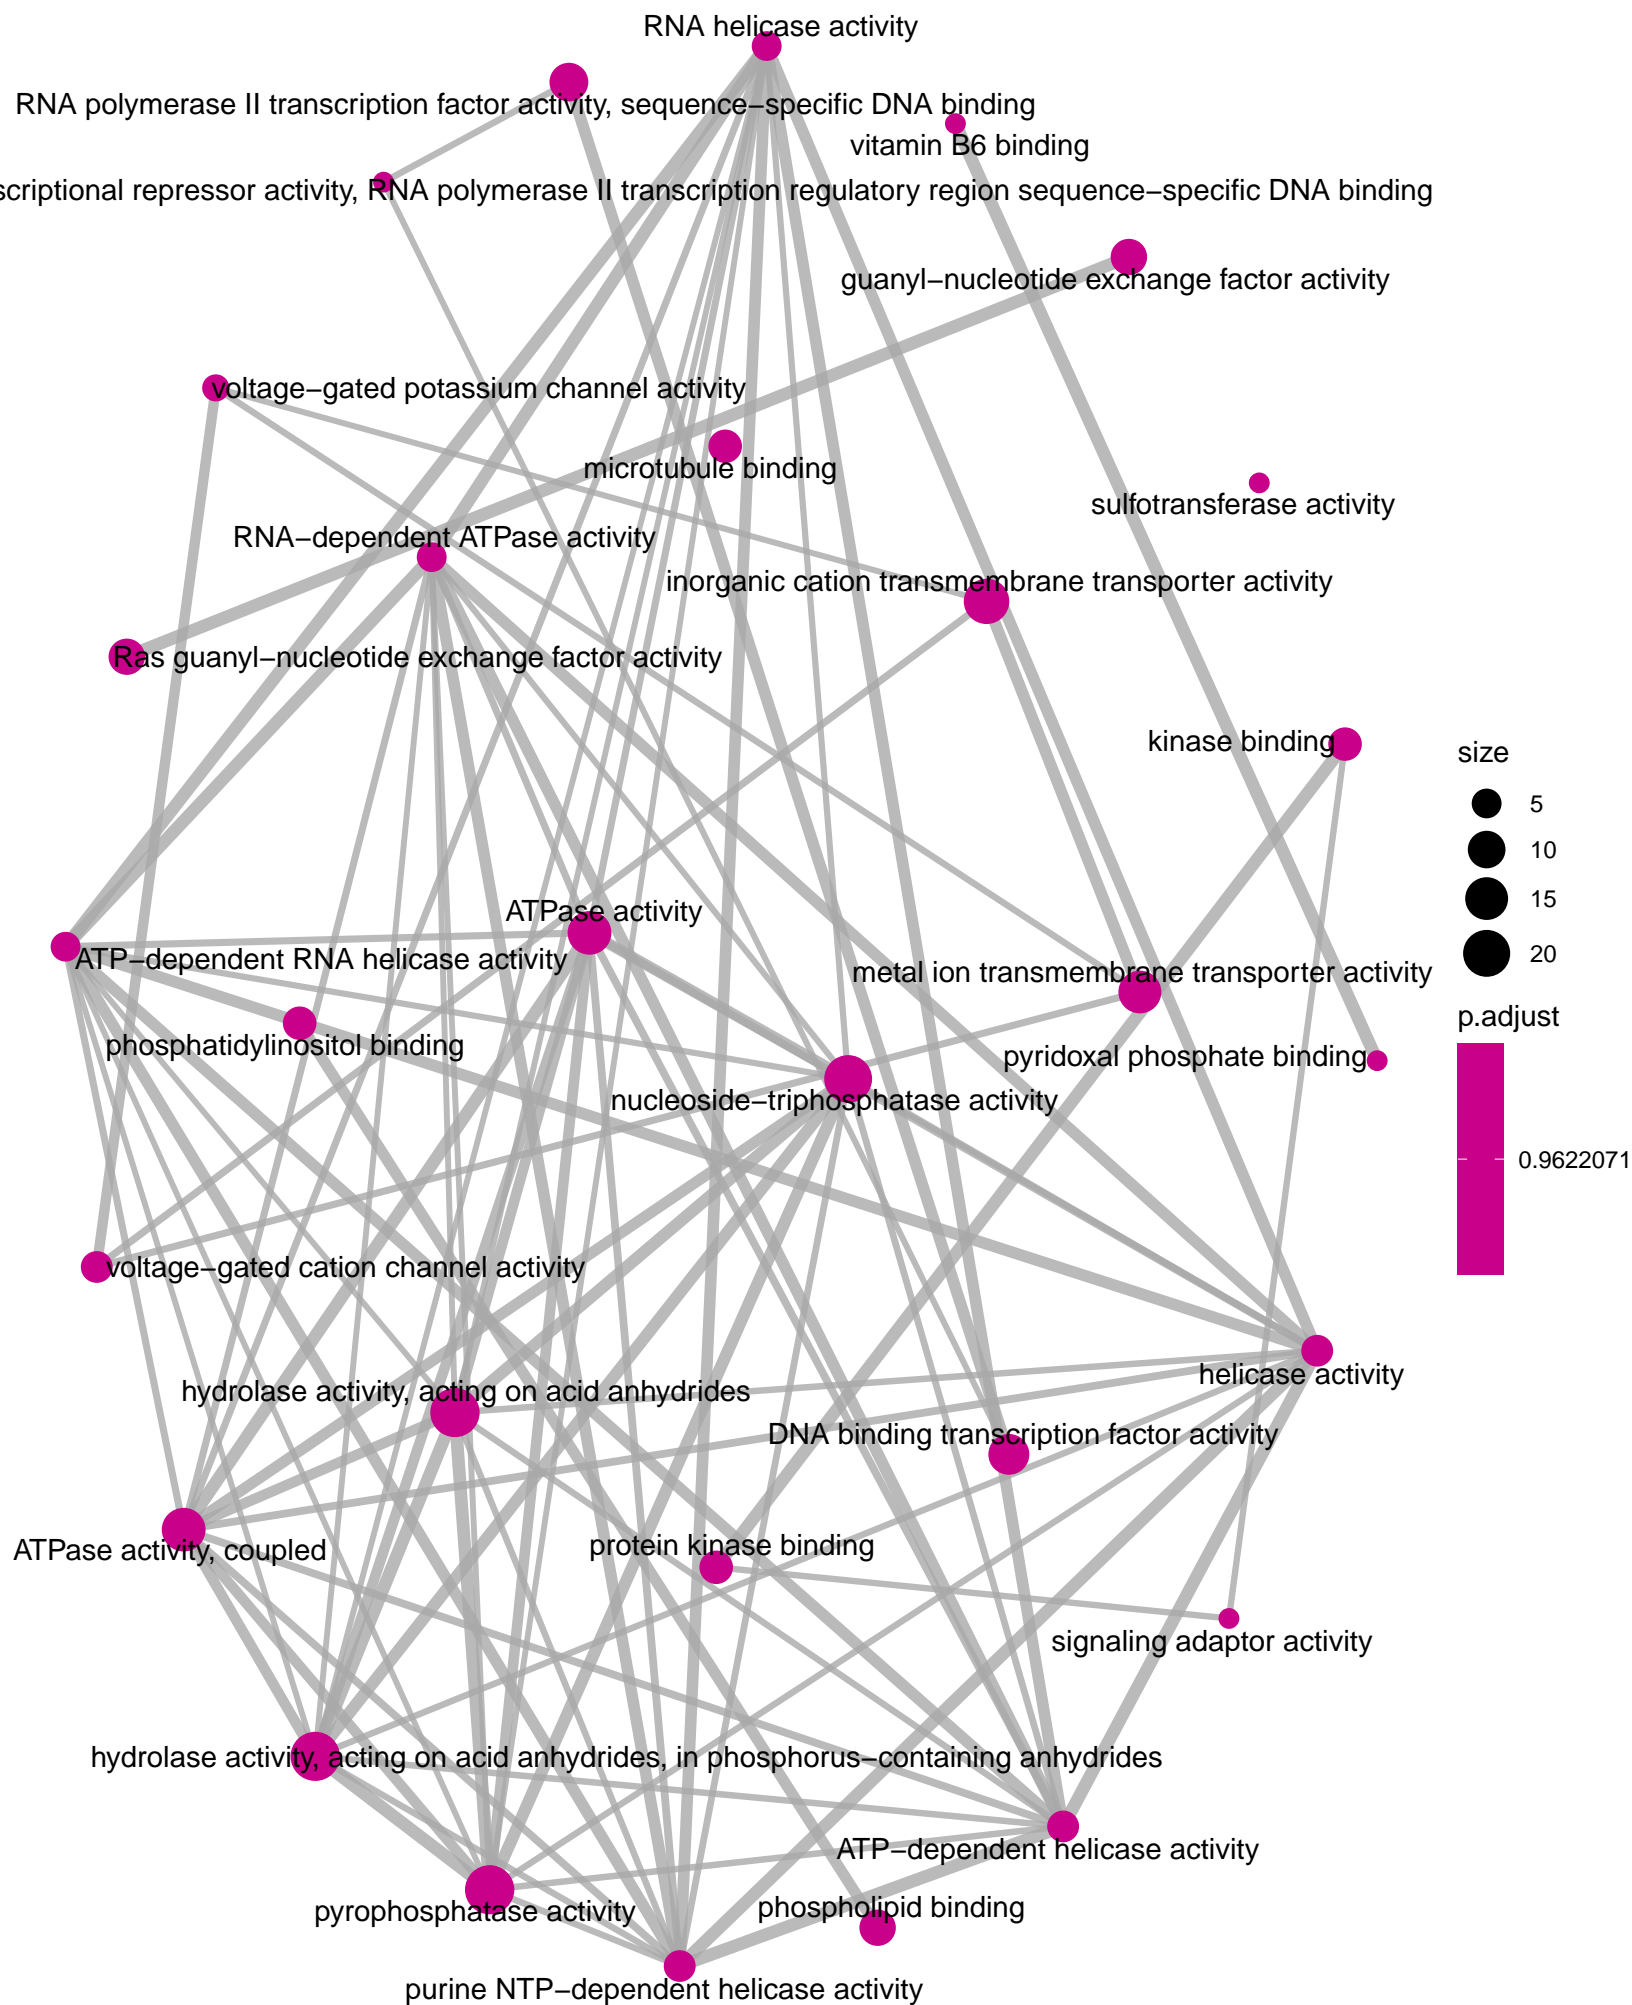 RNA helicase activity
RNA polymerase II transcription factor activity, sequence−specific DNA binding
vitamin B6 binding
scriptional repressor activity, RNA polymerase II transcription regulatory region sequence−specific DNA binding
guanyl−nucleotide exchange factor activity
voltage−gated potassium channel activity
microtubule binding
sulfotransferase activity
RNA−dependent ATPase activity
inorganic cation transmembrane transporter activity
Ras guanyl−nucleotide exchange factor activity
kinase binding
size
5
10
15
20
ATPase activity
ATP−dependent RNA helicase activity
metal ion transmembrane transporter activity
p.adjust
phosphatidylinositol binding
pyridoxal phosphate binding
nucleoside−triphosphatase activity
0.9622071
voltage−gated cation channel activity
helicase activity
hydrolase activity, acting on acid anhydrides
DNA binding transcription factor activity
ATPase activity, coupled
protein kinase binding
signaling adaptor activity
hydrolase activity, acting on acid anhydrides, in phosphorus−containing anhydrides
ATP−dependent helicase activity
pyrophosphatase activity
phospholipid binding
purine NTP−dependent helicase activity